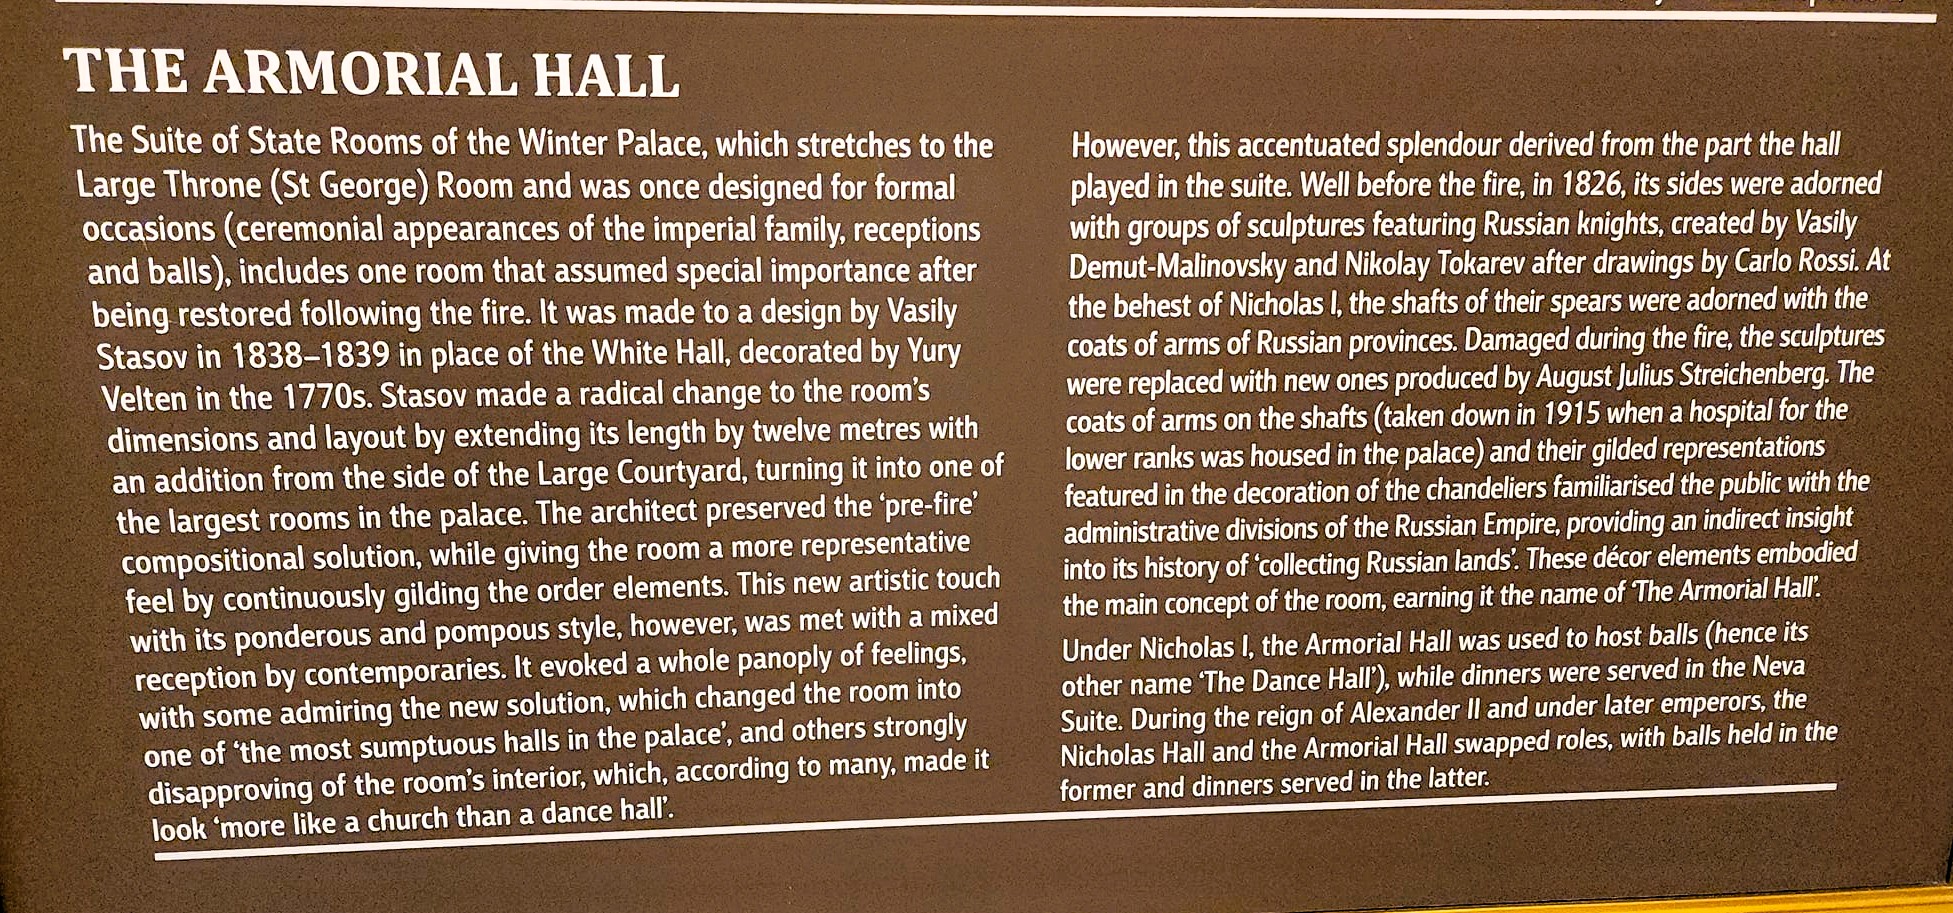 THE ARMORIAL HALL
The Suite of State Rooms of the Winter Palace, which stretches to the
Large Throne (St George) Room and was once designed for formal
occasions (ceremonial appearances of the imperial family, receptions
and balls), includes one room that assumed special importance after
being restored following the fire. It was made to a design by Vasily
Stasov in 1838–1839 in place of the White Hall, decorated by Yury
Velten in the 1770s. Stasov made a radical change to the room's
dimensions and layout by extending its length by twelve metres with
an addition from the side of the Large Courtyard, turning it into one of
the largest rooms in the palace. The architect preserved the 'pre-fire'
compositional solution, while giving the room a more representative
feel by continuously gilding the order elements. This new artistic touch
with its ponderous and pompous style, however, was met with a mixed
reception by contemporaries. It evoked a whole panoply of feelings,
with some admiring the new solution, which changed the room into
one of 'the most sumptuous halls in the palace', and others strongly
disapproving of the room's interior, which, according to many, made it
look 'more like a church than a dance hall'.
However, this accentuated splendour derived from the part the hall
played in the suite. Well before the fire, in 1826, its sides were adorned
with groups of sculptures featuring Russian knights, created by Vasily
Demut-Malinovsky and Nikolay Tokarev after drawings by Carlo Rossi. At
the behest of Nicholas I, the shafts of their spears were adorned with the
coats of arms of Russian provinces. Damaged during the fire, the sculptures
were replaced with new ones produced by August Julius Streichenberg. The
coats of arms on the shafts (taken down in 1915 when a hospital for the
lower ranks was housed in the palace) and their gilded representations
featured in the decoration of the chandeliers familiarised the public with the
administrative divisions of the Russian Empire, providing an indirect insight
into its history of 'collecting Russian lands'. These décor elements embodied
the main concept of the room, earning it the name of 'The Armorial Hall'.
Under Nicholas I, the Armorial Hall was used to host balls (hence its
other name 'The Dance Hall'), while dinners were served in the Neva
Suite. During the reign of Alexander II and under later emperors, the
Nicholas Hall and the Armorial Hall swapped roles, with balls held in the
former and dinners served in the latter.